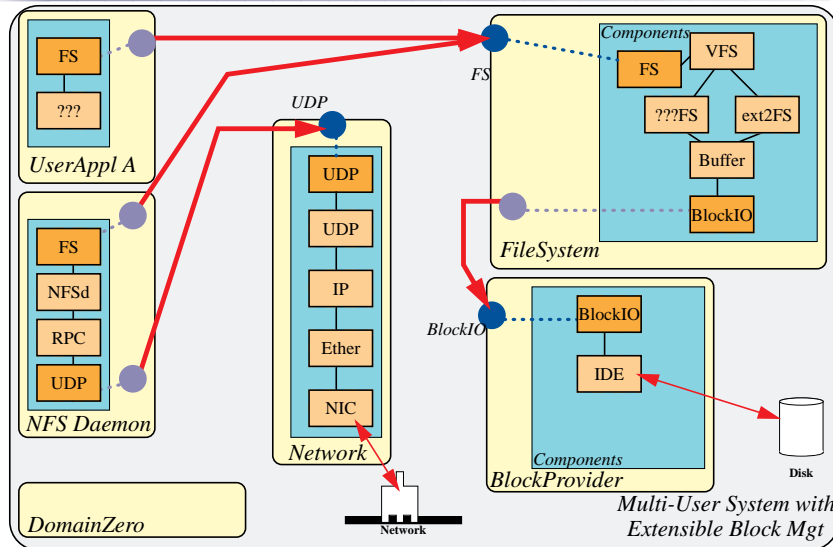 FS
???
UserAppl A
FS
NFSd
RPC
UDP
NFS Daemon
DomainZero
UDP
UDP
UDP
IP
Ether
NIC
Network
Network
FS
Components
VFS
FS
???FS
ext2FS
Buffer
BlockIO
FileSystem
BlockIO
BlockIO
IDE
Components
BlockProvider
Disk
Multi-User System with
Extensible Block Mgt